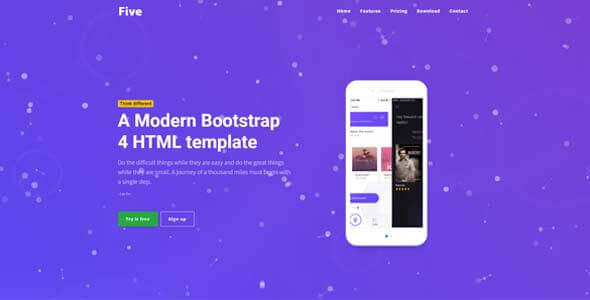 Five
Home Features Pricing Download Contact
Think different
A Modern Bootstrap
4 HTML template
Do the difficult things while they are easy and do the great things
while they are small. A journey of a thousand miles must begin with
a single step.
Try it free Sign up